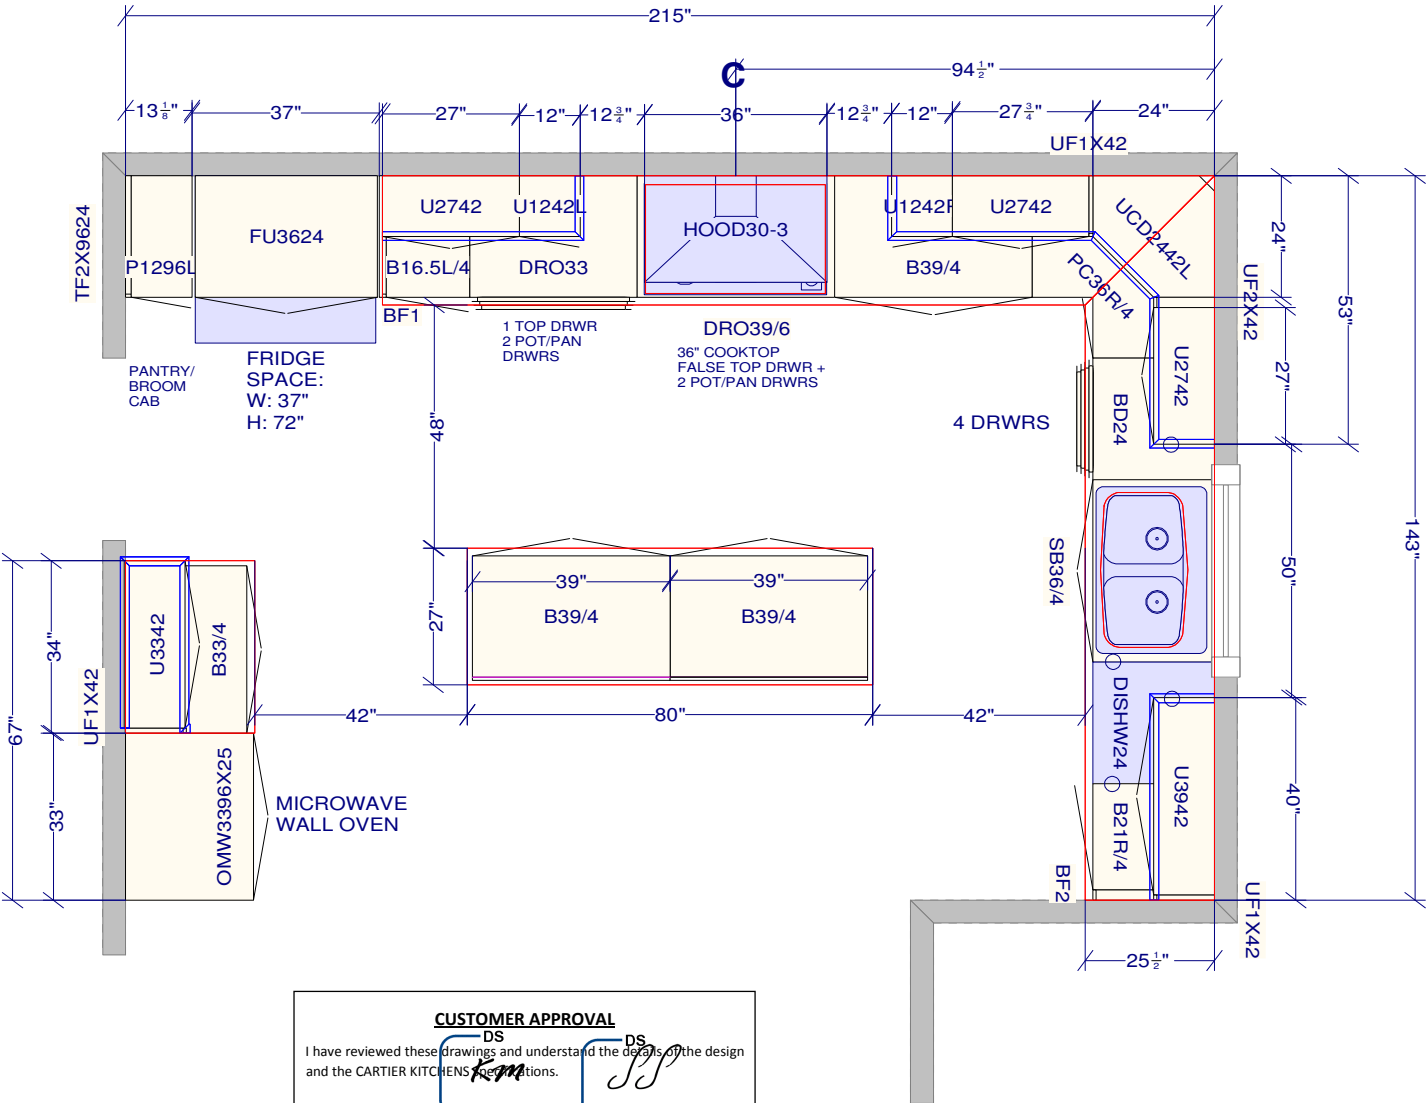 215"
C
94 1/2"
13 1/8"
37"
27"
12"
12 3/4"
36"
12 3/4"
12"
27 3/4"
24"
UF1X42
TF2X9624
P1296L
FU3624
U2742
U1242L
B16.5L/4
DRO33
HOOD30-3
U1242
U2742
B39/4
UCD2442L
PC36R/4
24"
UF2X42
53"
27"
U2742
BF1
1 TOP DRWR
2 POT/PAN
DRWRS
DRO39/6
36" COOKTOP
FALSE TOP DRWR +
2 POT/PAN DRWRS
PANTRY/
BROOM
CAB
FRIDGE
SPACE:
W: 37"
H: 72"
48"
4 DRWRS
BD24
143"
SB36/4
50"
39"
39"
B39/4
B39/4
27"
67"
34"
U3342
B33/4
UF1X42
42"
80"
42"
DISHW24
U3942
40"
B21R/4
33"
OMW3396X25
MICROWAVE
WALL OVEN
BF2
UF1X42
25 1/2"
CUSTOMER APPROVAL
DS
DS
I have reviewed these drawings and understand the details of the design
and the CARTIER KITCHENS specifications.
KM